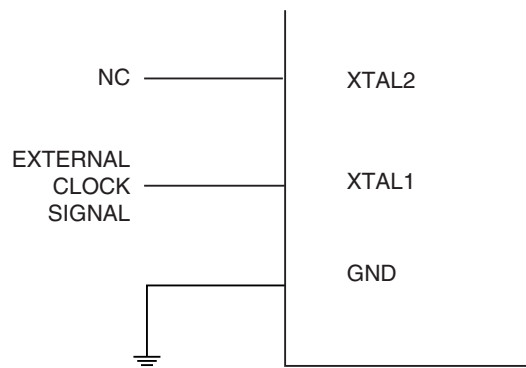 NC
XTAL2
EXTERNAL
CLOCK
SIGNAL
XTAL1
GND